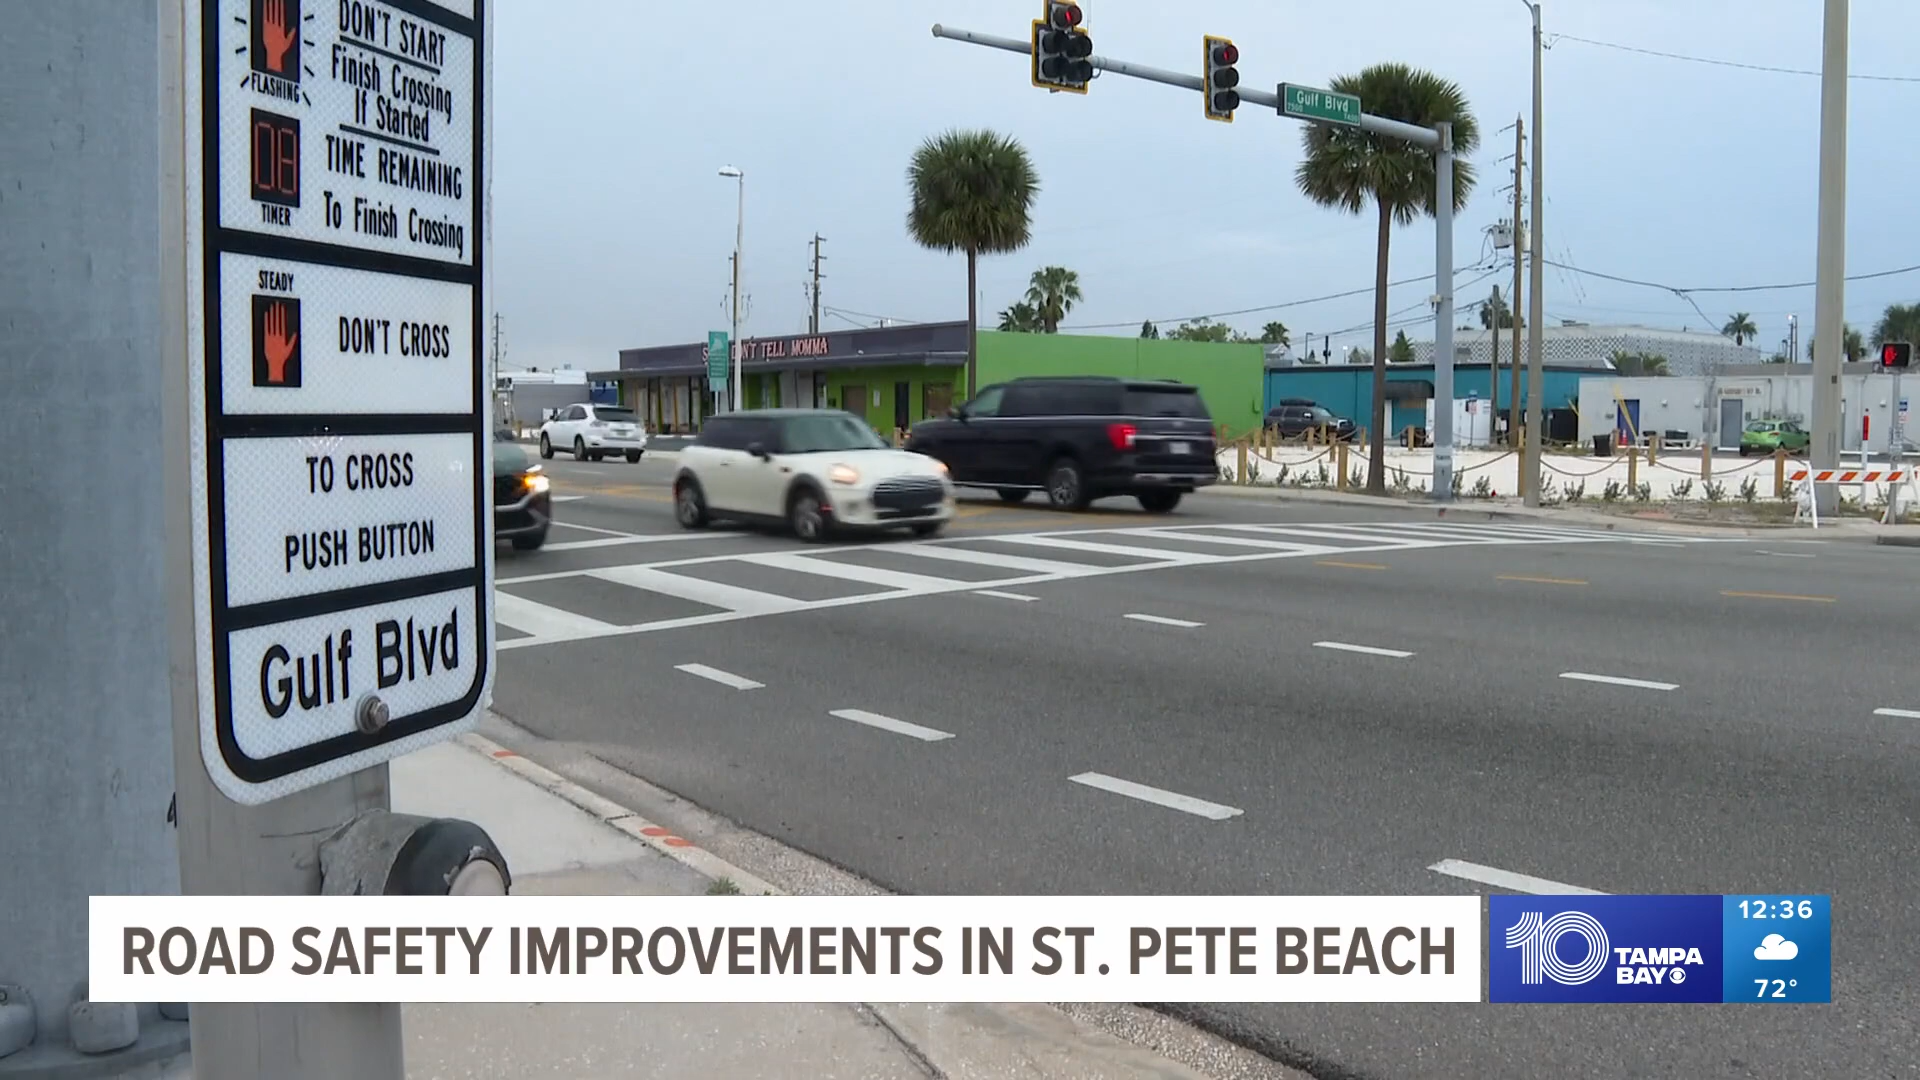 DON'T START
Finish Crossing
If Started
FLASHING
08
TIME REMAINING
To Finish Crossing
TIMER
STEADY
DON'T CROSS
TO CROSS
PUSH BUTTON
Gulf Blvd
Gulf Blvd
7500
N'T TELL MOMMA
ROAD SAFETY IMPROVEMENTS IN ST. PETE BEACH
10
TAMPA
BAY
12:36
72°